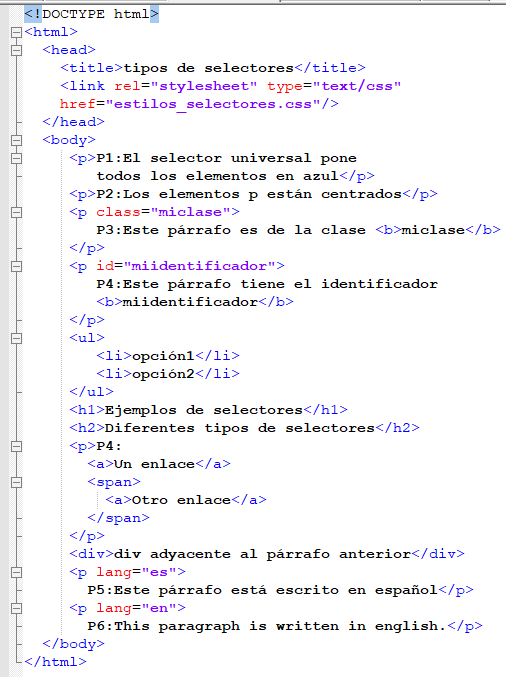 <!DOCTYPE html>
<html>
<head>
<title>tipos de selectores</title>
<link rel="stylesheet" type="text/css"
href="estilos_selectores.css"/>
</head>
<body>
<p>P1:El selector universal pone
todos los elementos en azul</p>
<p>P2:Los elementos p están centrados</p>
<p class="miclase">
P3:Este párrafo es de la clase <b>miclase</b>
</p>
<p id="miidentificador">
P4:Este párrafo tiene el identificador
<b>miidentificador</b>
</p>
<ul>
<li>opción1</li>
<li>opción2</li>
</ul>
<h1>Ejemplos de selectores</h1>
<h2>Diferentes tipos de selectores</h2>
<p>P4:
<a>Un enlace</a>
<span>
<a>Otro enlace</a>
</span>
</p>
<div>div adyacente al párrafo anterior</div>
<p lang="es">
P5:Este párrafo está escrito en español</p>
<p lang="en">
P6:This paragraph is written in english.</p>
</body>
</html>